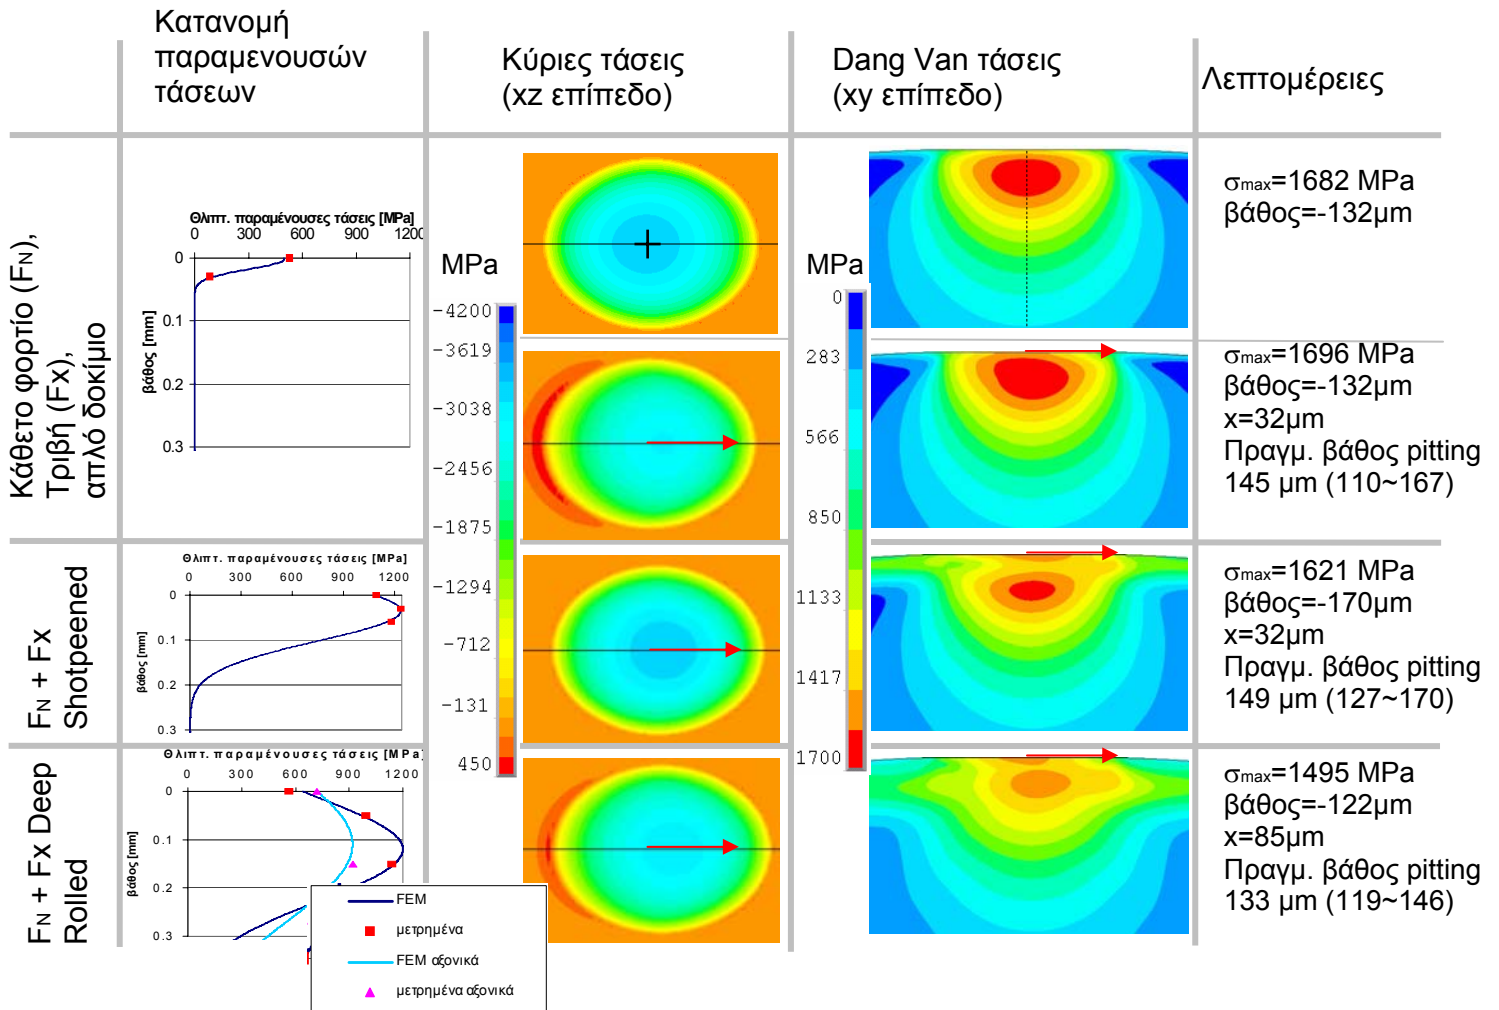 Κατανομή
παραμενουσών
τάσεων
Κύριες τάσεις
(xz επίπεδο)
Dang Van τάσεις
(xy επίπεδο)
Λεπτομέρειες
Κάθετο φορτίο (FN),
Τριβή (Fx),
απλό δοκίμιο
Θλιπτ. παραμένουσες τάσεις [MPa]
0 300 600 900 1200
βάθος [mm]
0
0.1
0.2
0.3
MPa
-4200
-3619
-3038
-2456
-1875
-1294
-712
-131
450
MPa
0
283
566
850
1133
1417
1700
σmax=1682 MPa
βάθος=-132μm
σmax=1696 MPa
βάθος=-132μm
x=32μm
Πραγμ. βάθος pitting
145 μm (110~167)
FN + Fx
Shotpeened
Θλιπτ. παραμένουσες τάσεις [MPa]
0 300 600 900 1200
βάθος [mm]
0
0.1
0.2
0.3
σmax=1621 MPa
βάθος=-170μm
x=32μm
Πραγμ. βάθος pitting
149 μm (127~170)
FN + Fx Deep
Rolled
Θλιπτ. παραμένουσες τάσεις [MPa]
0 300 600 900 1200
βάθος [mm]
0
0.1
0.2
0.3
FEM
μετρημένα
FEM αξονικά
μετρημένα αξονικά
σmax=1495 MPa
βάθος=-122μm
x=85μm
Πραγμ. βάθος pitting
133 μm (119~146)